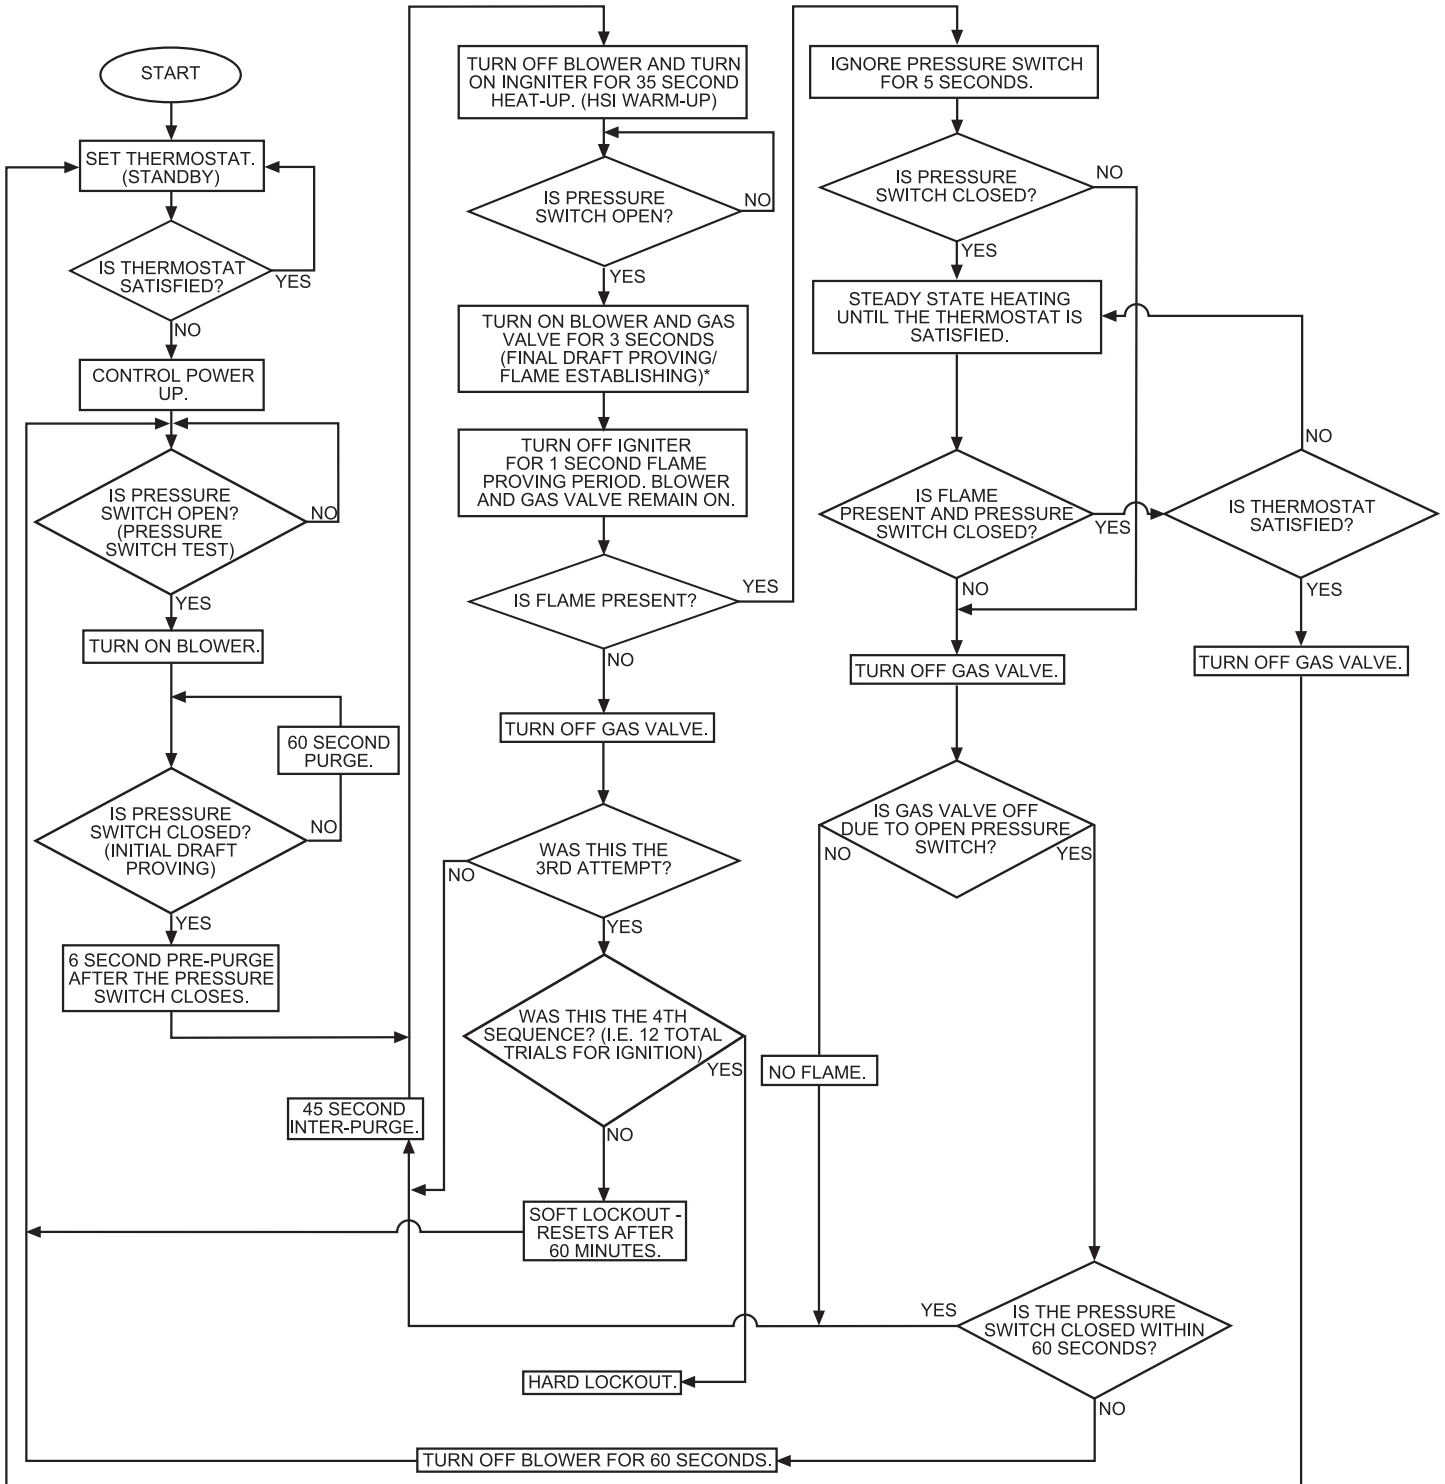 START
SET THERMOSTAT.
(STANDBY)
IS THERMOSTAT
SATISFIED?
YES
NO
CONTROL POWER
UP.
IS PRESSURE
SWITCH OPEN?
(PRESSURE
SWITCH TEST)
NO
YES
TURN ON BLOWER.
60 SECOND
PURGE.
IS PRESSURE
SWITCH CLOSED?
(INITIAL DRAFT
PROVING)
NO
YES
6 SECOND PRE-PURGE
AFTER THE PRESSURE
SWITCH CLOSES.
45 SECOND
INTER-PURGE.
TURN OFF BLOWER AND TURN
ON INGNITER FOR 35 SECOND
HEAT-UP. (HSI WARM-UP)
IS PRESSURE
SWITCH OPEN?
NO
YES
TURN ON BLOWER AND GAS
VALVE FOR 3 SECONDS
(FINAL DRAFT PROVING/
FLAME ESTABLISHING)*
TURN OFF IGNITER
FOR 1 SECOND FLAME
PROVING PERIOD. BLOWER
AND GAS VALVE REMAIN ON.
IS FLAME PRESENT?
YES
NO
TURN OFF GAS VALVE.
WAS THIS THE
3RD ATTEMPT?
NO
YES
WAS THIS THE 4TH
SEQUENCE? (I.E. 12 TOTAL
TRIALS FOR IGNITION)
YES
NO
SOFT LOCKOUT -
RESETS AFTER
60 MINUTES.
HARD LOCKOUT.
TURN OFF BLOWER FOR 60 SECONDS.
IGNORE PRESSURE SWITCH
FOR 5 SECONDS.
IS PRESSURE
SWITCH CLOSED?
NO
YES
STEADY STATE HEATING
UNTIL THE THERMOSTAT IS
SATISFIED.
IS FLAME
PRESENT AND PRESSURE
SWITCH CLOSED?
YES
NO
TURN OFF GAS VALVE.
IS GAS VALVE OFF
DUE TO OPEN PRESSURE
SWITCH?
NO
YES
NO FLAME.
IS THE PRESSURE
SWITCH CLOSED WITHIN
60 SECONDS?
YES
NO
NO
IS THERMOSTAT
SATISFIED?
YES
TURN OFF GAS VALVE.